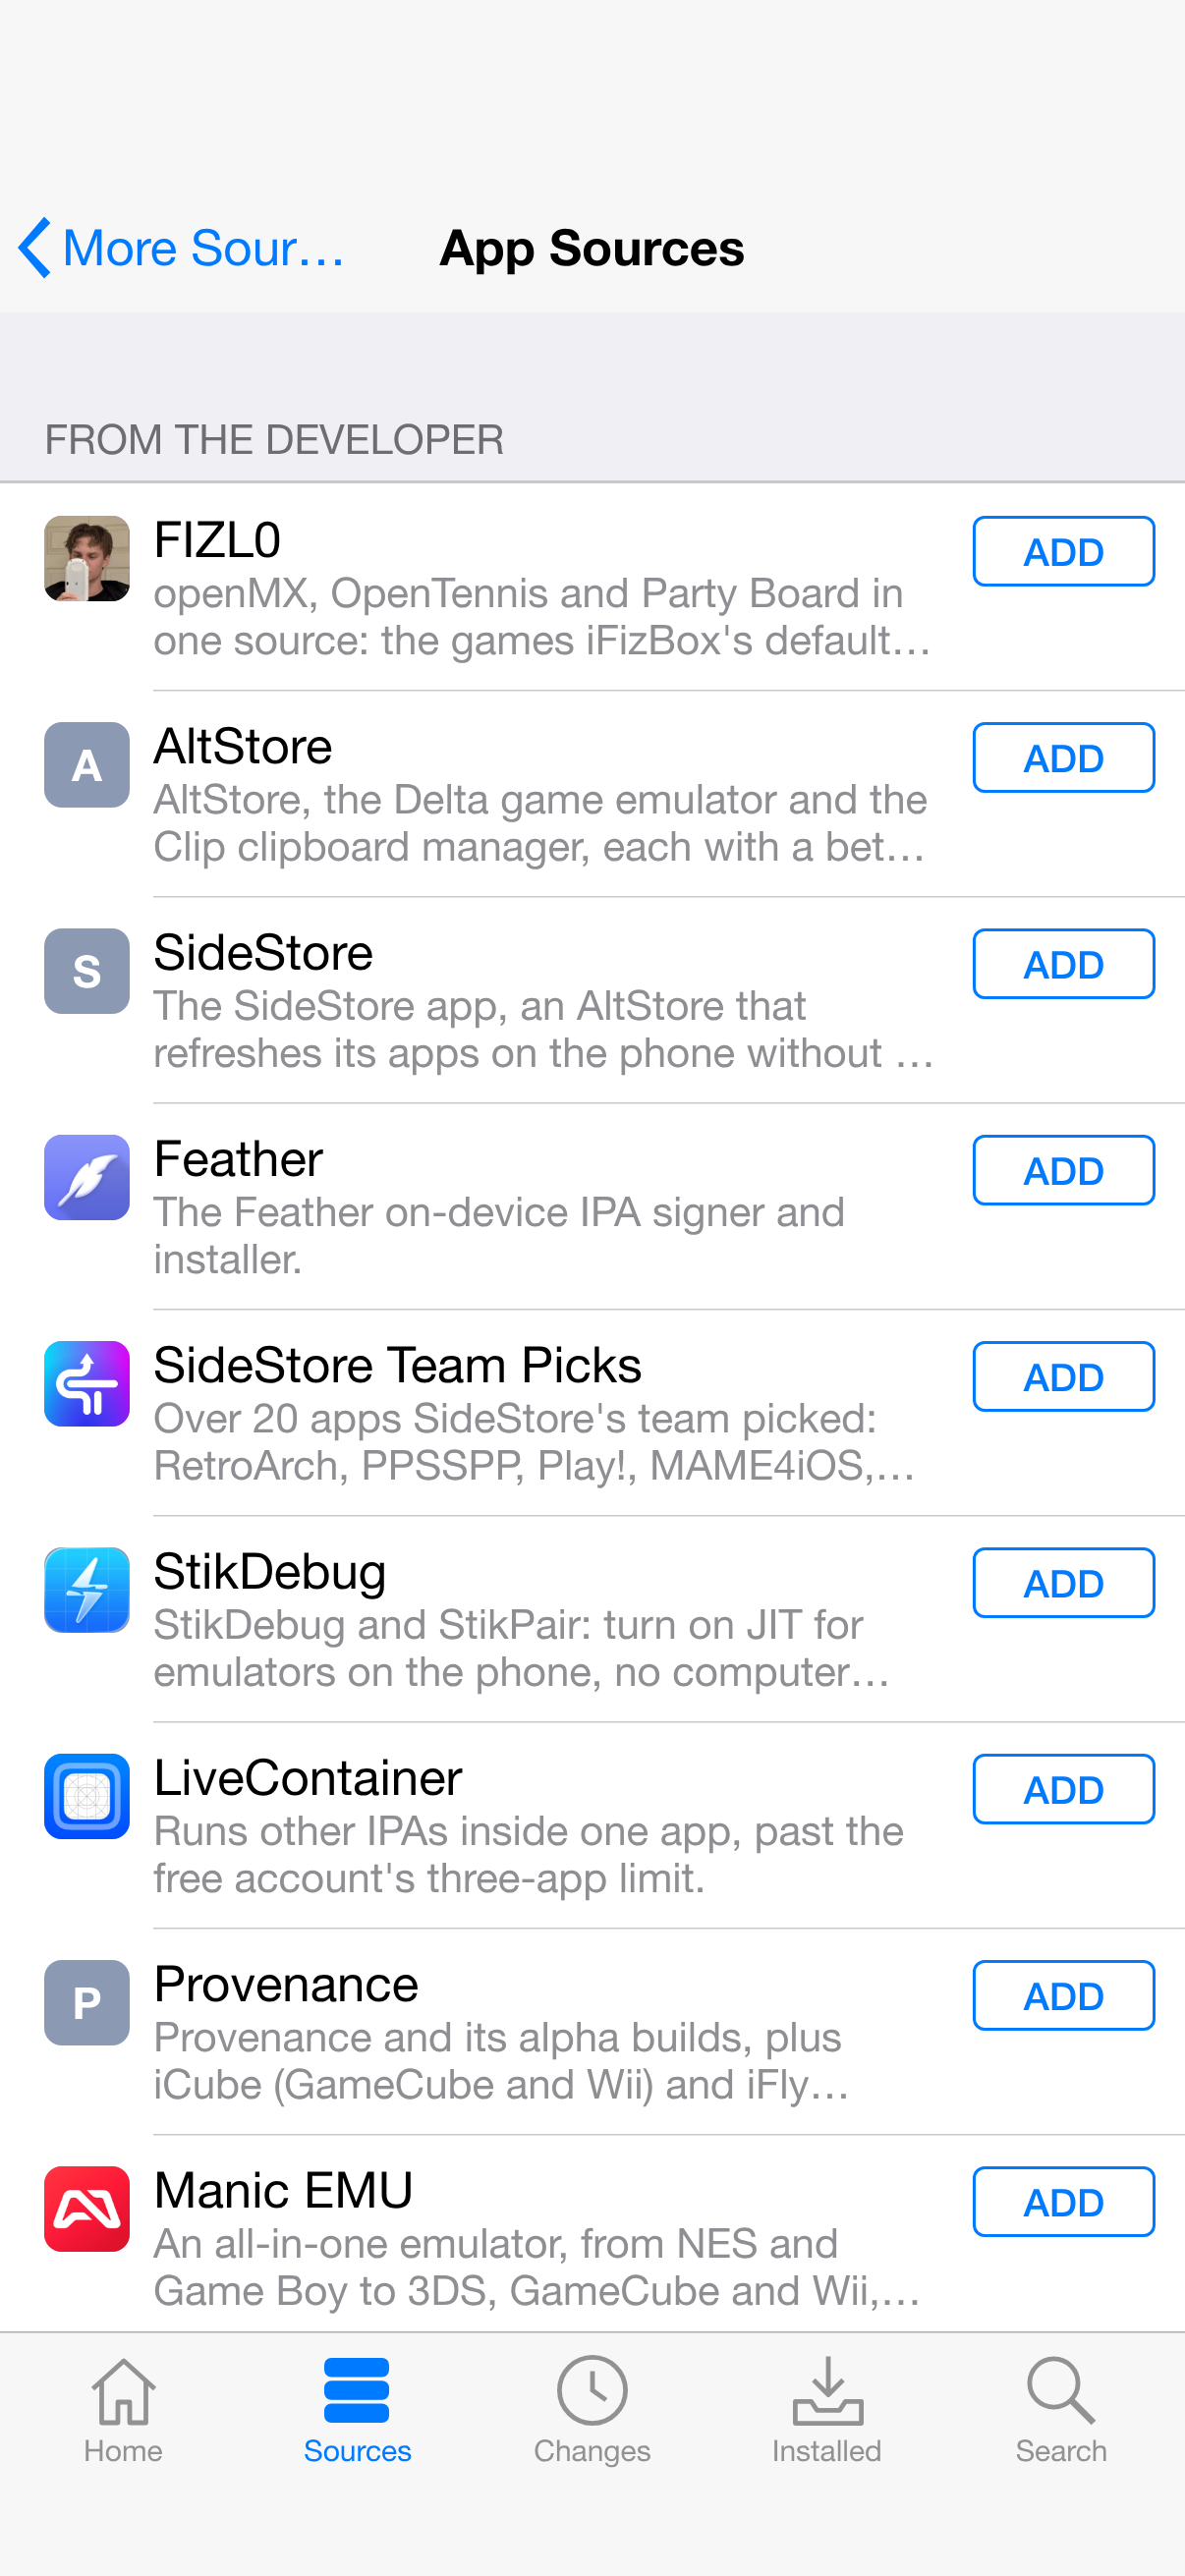 More Sour...
App Sources
FROM THE DEVELOPER
FIZL0
ADD
openMX, OpenTennis and Party Board in
one source: the games iFizBox's default...
A
AltStore
ADD
AltStore, the Delta game emulator and the
Clip clipboard manager, each with a bet...
S
SideStore
ADD
The SideStore app, an AltStore that
refreshes its apps on the phone without ...
Feather
ADD
The Feather on-device IPA signer and
installer.
SideStore Team Picks
ADD
Over 20 apps SideStore's team picked:
RetroArch, PPSSPP, Play!, MAME4iOS,...
StikDebug
ADD
StikDebug and StikPair: turn on JIT for
emulators on the phone, no computer...
LiveContainer
ADD
Runs other IPAs inside one app, past the
free account's three-app limit.
P
Provenance
ADD
Provenance and its alpha builds, plus
iCube (GameCube and Wii) and iFly...
Manic EMU
ADD
An all-in-one emulator, from NES and
Game Boy to 3DS, GameCube and Wii,...
Home
Sources
Changes
Installed
Search